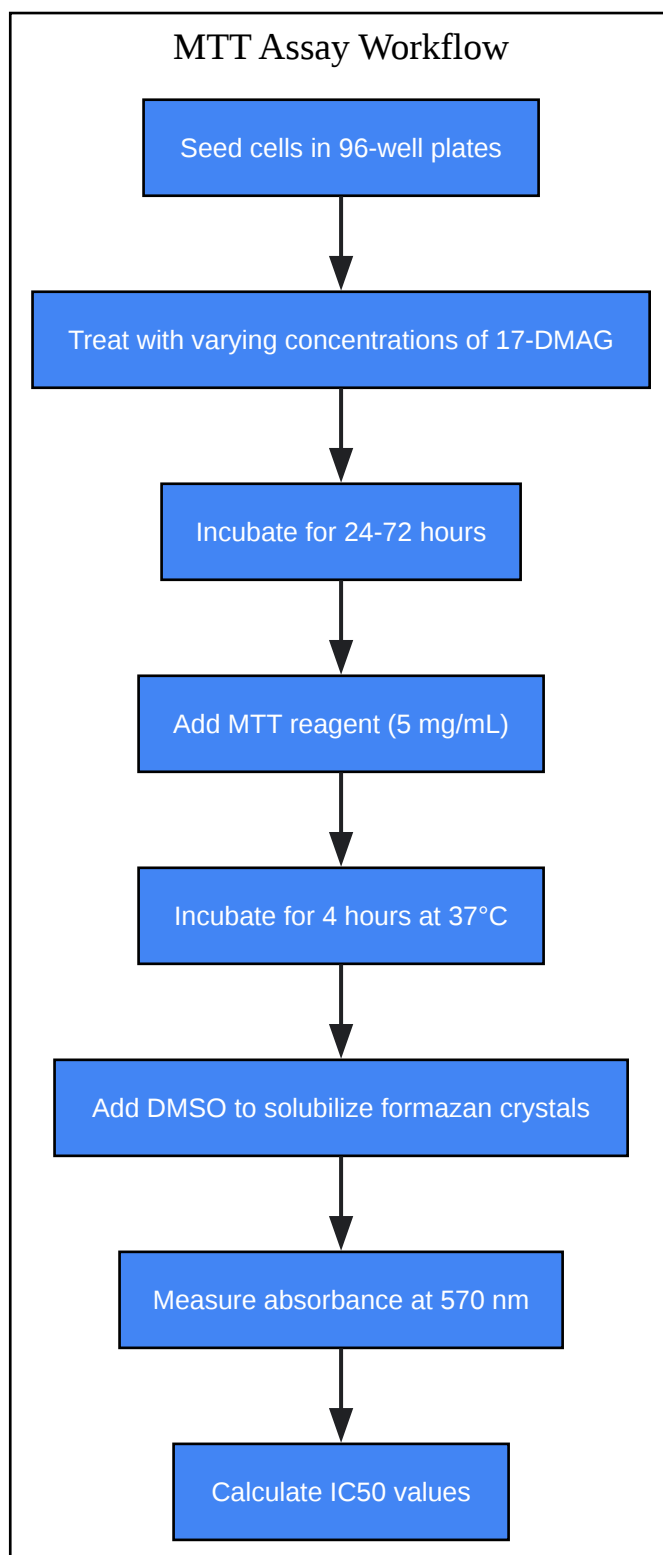 MTT Assay Workflow
Seed cells in 96-well plates
Treat with varying concentrations of 17-DMAG
Incubate for 24-72 hours
Add MTT reagent (5 mg/mL)
Incubate for 4 hours at 37°C
Add DMSO to solubilize formazan crystals
Measure absorbance at 570 nm
Calculate IC50 values